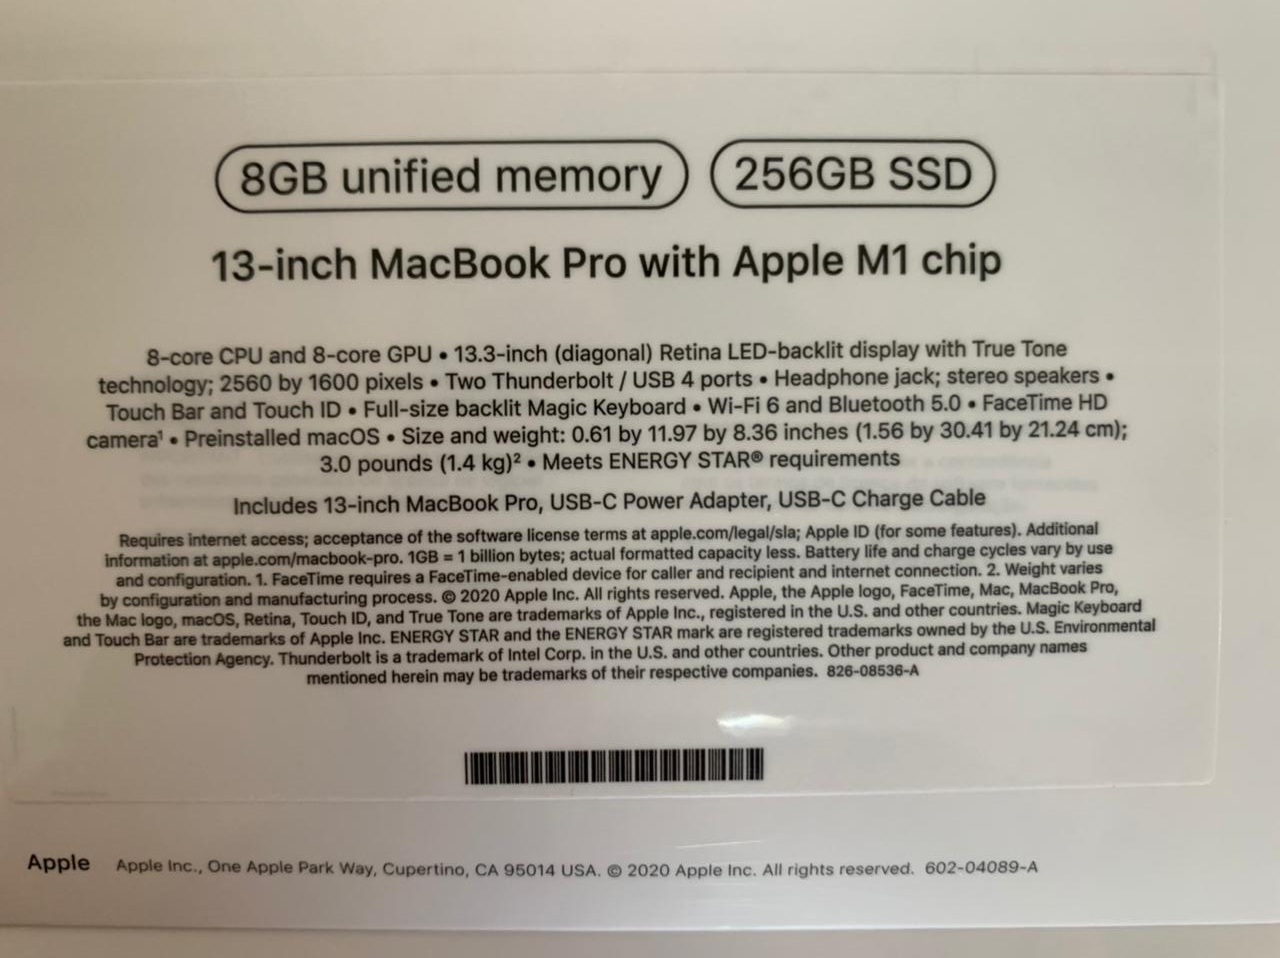 8GB unified memory 256GB SSD
13-inch MacBook Pro with Apple M1 chip
8-core CPU and 8-core GPU • 13.3-inch (diagonal) Retina LED-backlit display with True Tone
technology; 2560 by 1600 pixels • Two Thunderbolt / USB 4 ports • Headphone jack; stereo speakers •
Touch Bar and Touch ID • Full-size backlit Magic Keyboard • Wi-Fi 6 and Bluetooth 5.0 • FaceTime HD
camera¹ • Preinstalled macOS • Size and weight: 0.61 by 11.97 by 8.36 inches (1.56 by 30.41 by 21.24 cm);
3.0 pounds (1.4 kg)² • Meets ENERGY STAR® requirements
Includes 13-inch MacBook Pro, USB-C Power Adapter, USB-C Charge Cable
Requires internet access; acceptance of the software license terms at apple.com/legal/sla; Apple ID (for some features). Additional
information at apple.com/macbook-pro. 1GB = 1 billion bytes; actual formatted capacity less. Battery life and charge cycles vary by use
and configuration. 1. FaceTime requires a FaceTime-enabled device for caller and recipient and internet connection. 2. Weight varies
by configuration and manufacturing process. © 2020 Apple Inc. All rights reserved. Apple, the Apple logo, FaceTime, Mac, MacBook Pro,
the Mac logo, macOS, Retina, Touch ID, and True Tone are trademarks of Apple Inc., registered in the U.S. and other countries. Magic Keyboard
and Touch Bar are trademarks of Apple Inc. ENERGY STAR and the ENERGY STAR mark are registered trademarks owned by the U.S. Environmental
Protection Agency. Thunderbolt is a trademark of Intel Corp. in the U.S. and other countries. Other product and company names
mentioned herein may be trademarks of their respective companies. 826-08536-A
Apple Apple Inc., One Apple Park Way, Cupertino, CA 95014 USA. © 2020 Apple Inc. All rights reserved. 602-04089-A